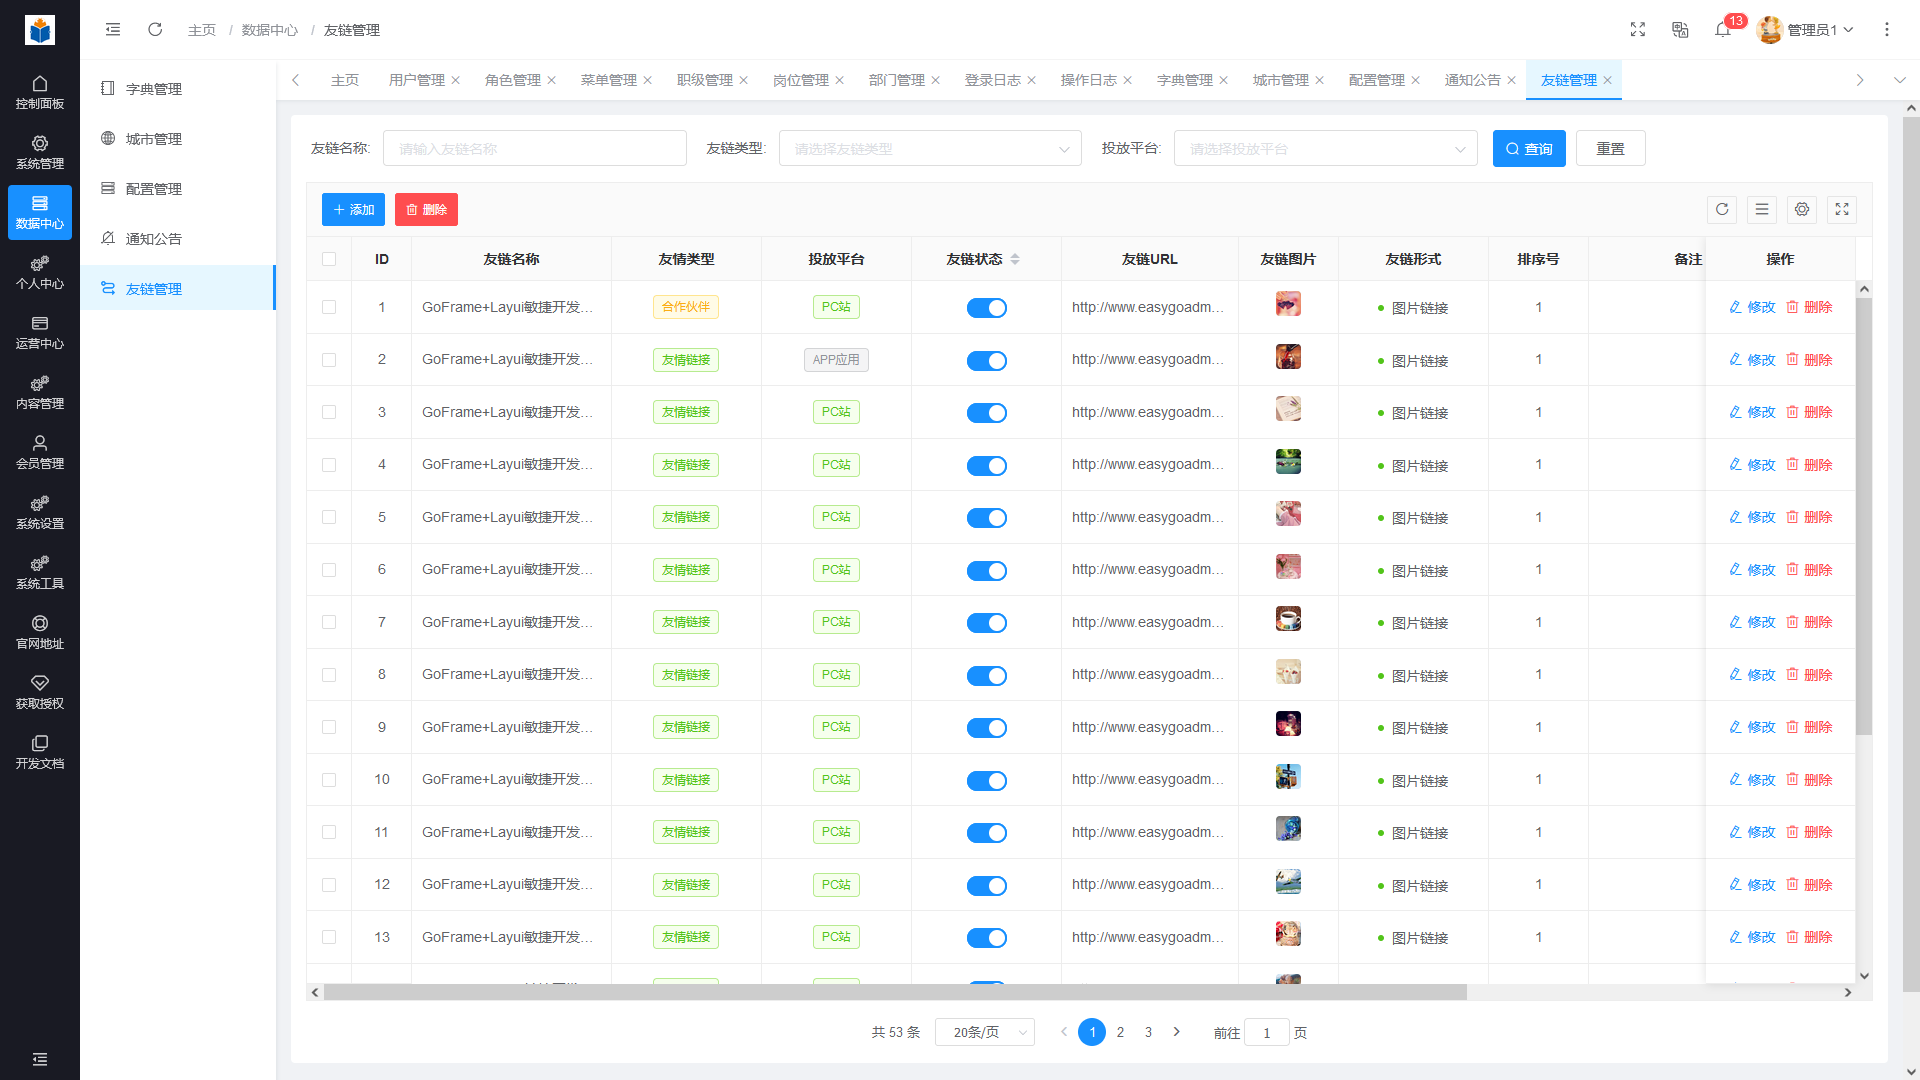 主页 / 数据中心 / 友链管理
13
管理员1
控制面板
系统管理
数据中心
个人中心
运营中心
内容管理
会员管理
系统设置
系统工具
官网地址
获取授权
开发文档
字典管理
城市管理
配置管理
通知公告
友链管理
主页 用户管理 角色管理 菜单管理 职级管理 岗位管理 部门管理 登录日志 操作日志 字典管理 城市管理 配置管理 通知公告 友链管理
友链名称: 请输入友链名称 友链类型: 请选择友链类型 投放平台: 请选择投放平台 查询 重置
添加 删除
ID 友链名称 友情类型 投放平台 友链状态 友链URL 友链图片 友链形式 排序号 备注 操作
1 GoFrame+Layui敏捷开发... 合作伙伴 PC站 http://www.easygoadm... 图片链接 1 修改 删除
2 GoFrame+Layui敏捷开发... 友情链接 APP应用 http://www.easygoadm... 图片链接 1 修改 删除
3 GoFrame+Layui敏捷开发... 友情链接 PC站 http://www.easygoadm... 图片链接 1 修改 删除
4 GoFrame+Layui敏捷开发... 友情链接 PC站 http://www.easygoadm... 图片链接 1 修改 删除
5 GoFrame+Layui敏捷开发... 友情链接 PC站 http://www.easygoadm... 图片链接 1 修改 删除
6 GoFrame+Layui敏捷开发... 友情链接 PC站 http://www.easygoadm... 图片链接 1 修改 删除
7 GoFrame+Layui敏捷开发... 友情链接 PC站 http://www.easygoadm... 图片链接 1 修改 删除
8 GoFrame+Layui敏捷开发... 友情链接 PC站 http://www.easygoadm... 图片链接 1 修改 删除
9 GoFrame+Layui敏捷开发... 友情链接 PC站 http://www.easygoadm... 图片链接 1 修改 删除
10 GoFrame+Layui敏捷开发... 友情链接 PC站 http://www.easygoadm... 图片链接 1 修改 删除
11 GoFrame+Layui敏捷开发... 友情链接 PC站 http://www.easygoadm... 图片链接 1 修改 删除
12 GoFrame+Layui敏捷开发... 友情链接 PC站 http://www.easygoadm... 图片链接 1 修改 删除
13 GoFrame+Layui敏捷开发... 友情链接 PC站 http://www.easygoadm... 图片链接 1 修改 删除
共 53 条 20条/页 1 2 3 前往 1 页